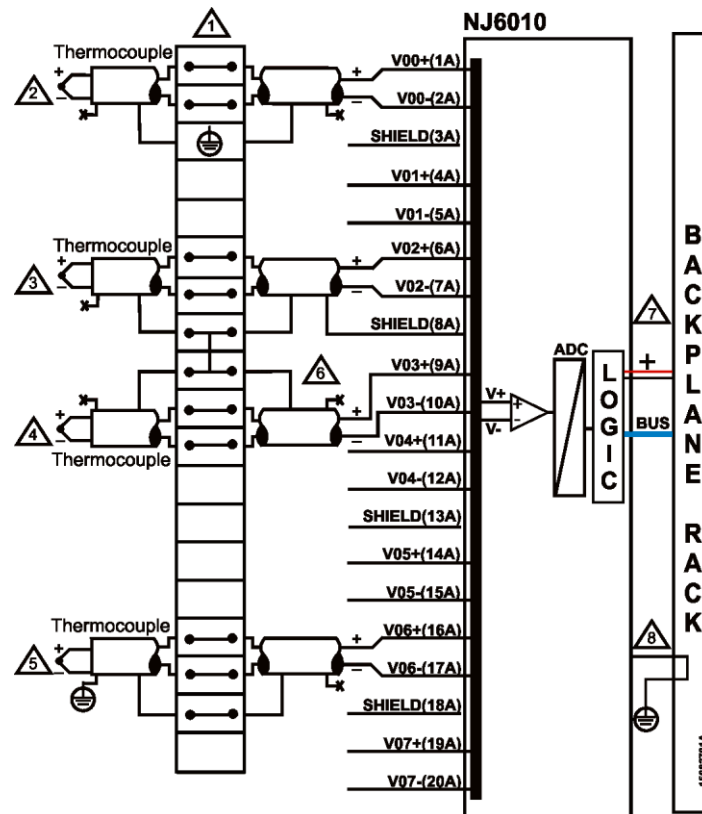 NJ6010
1
Thermocouple
2
+
−
+
−
V00+(1A)
V00-(2A)
SHIELD(3A)
V01+(4A)
V01-(5A)
Thermocouple
3
+
−
+
−
V02+(6A)
V02-(7A)
SHIELD(8A)
6
V03+(9A)
V03-(10A)
+
−
4
+
−
Thermocouple
V04+(11A)
V04-(12A)
SHIELD(13A)
V05+(14A)
V05-(15A)
Thermocouple
5
+
−
+
−
V06+(16A)
V06-(17A)
SHIELD(18A)
V07+(19A)
V07-(20A)
V+
V-
+
-
ADC
LOGIC
7
+
BUS
8
BACKPLANE RACK